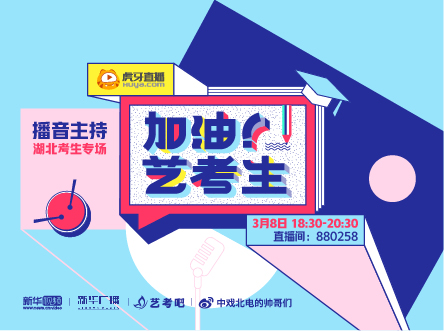 虎牙直播
Huya.com
播音主持
湖北考生专场
加油!
艺考生
3月8日 18:30-20:30
直播间：880258
新华视频
新华广播
艺考吧
中戏北电的帅哥们